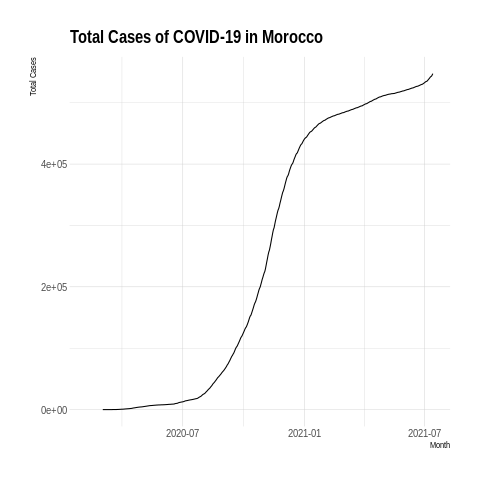 Total Cases of COVID-19 in Morocco
Total Cases
4e+05
2e+05
0e+00
2020-07 2021-01 2021-07
Month